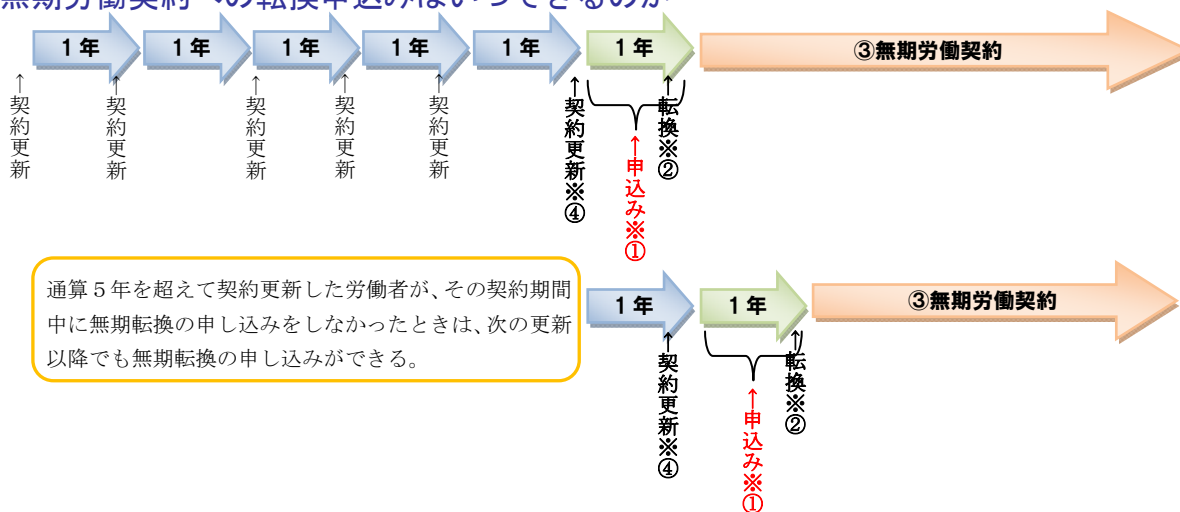 無期労働契約への転換申込みはいつできるのか
1年
1年
1年
1年
1年
1年
③無期労働契約
↑契約更新
↑契約更新
↑契約更新
↑契約更新
↑契約更新
↑契約更新※④
↑申込み※①
↑転換※②
通算5年を超えて契約更新した労働者が、その契約期間
中に無期転換の申し込みをしなかったときは、次の更新
以降でも無期転換の申し込みができる。
1年
1年
③無期労働契約
↑契約更新※④
↑申込み※①
↑転換※②